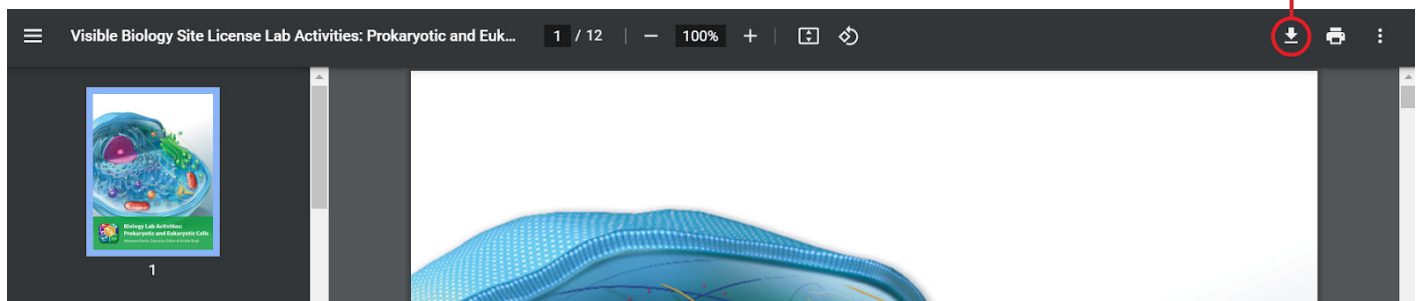 Visible Biology Site License Lab Activities: Prokaryotic and Euk... 1 / 12 100%
Biology Lab Activities:
Prokaryotic and Eukaryotic Cells
1